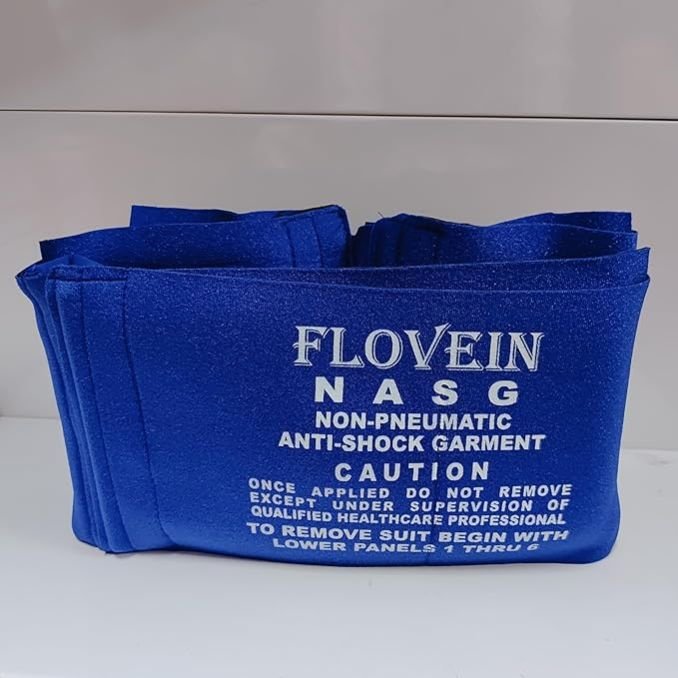 FLOVEIN
NASG
NON-PNEUMATIC
ANTI-SHOCK GARMENT
CAUTION
ONCE APPLIED DO NOT REMOVE
EXCEPT UNDER SUPERVISION OF
QUALIFIED HEALTHCARE PROFESSIONAL
TO REMOVE SUIT BEGIN WITH
LOWER PANELS 1 THRU 6